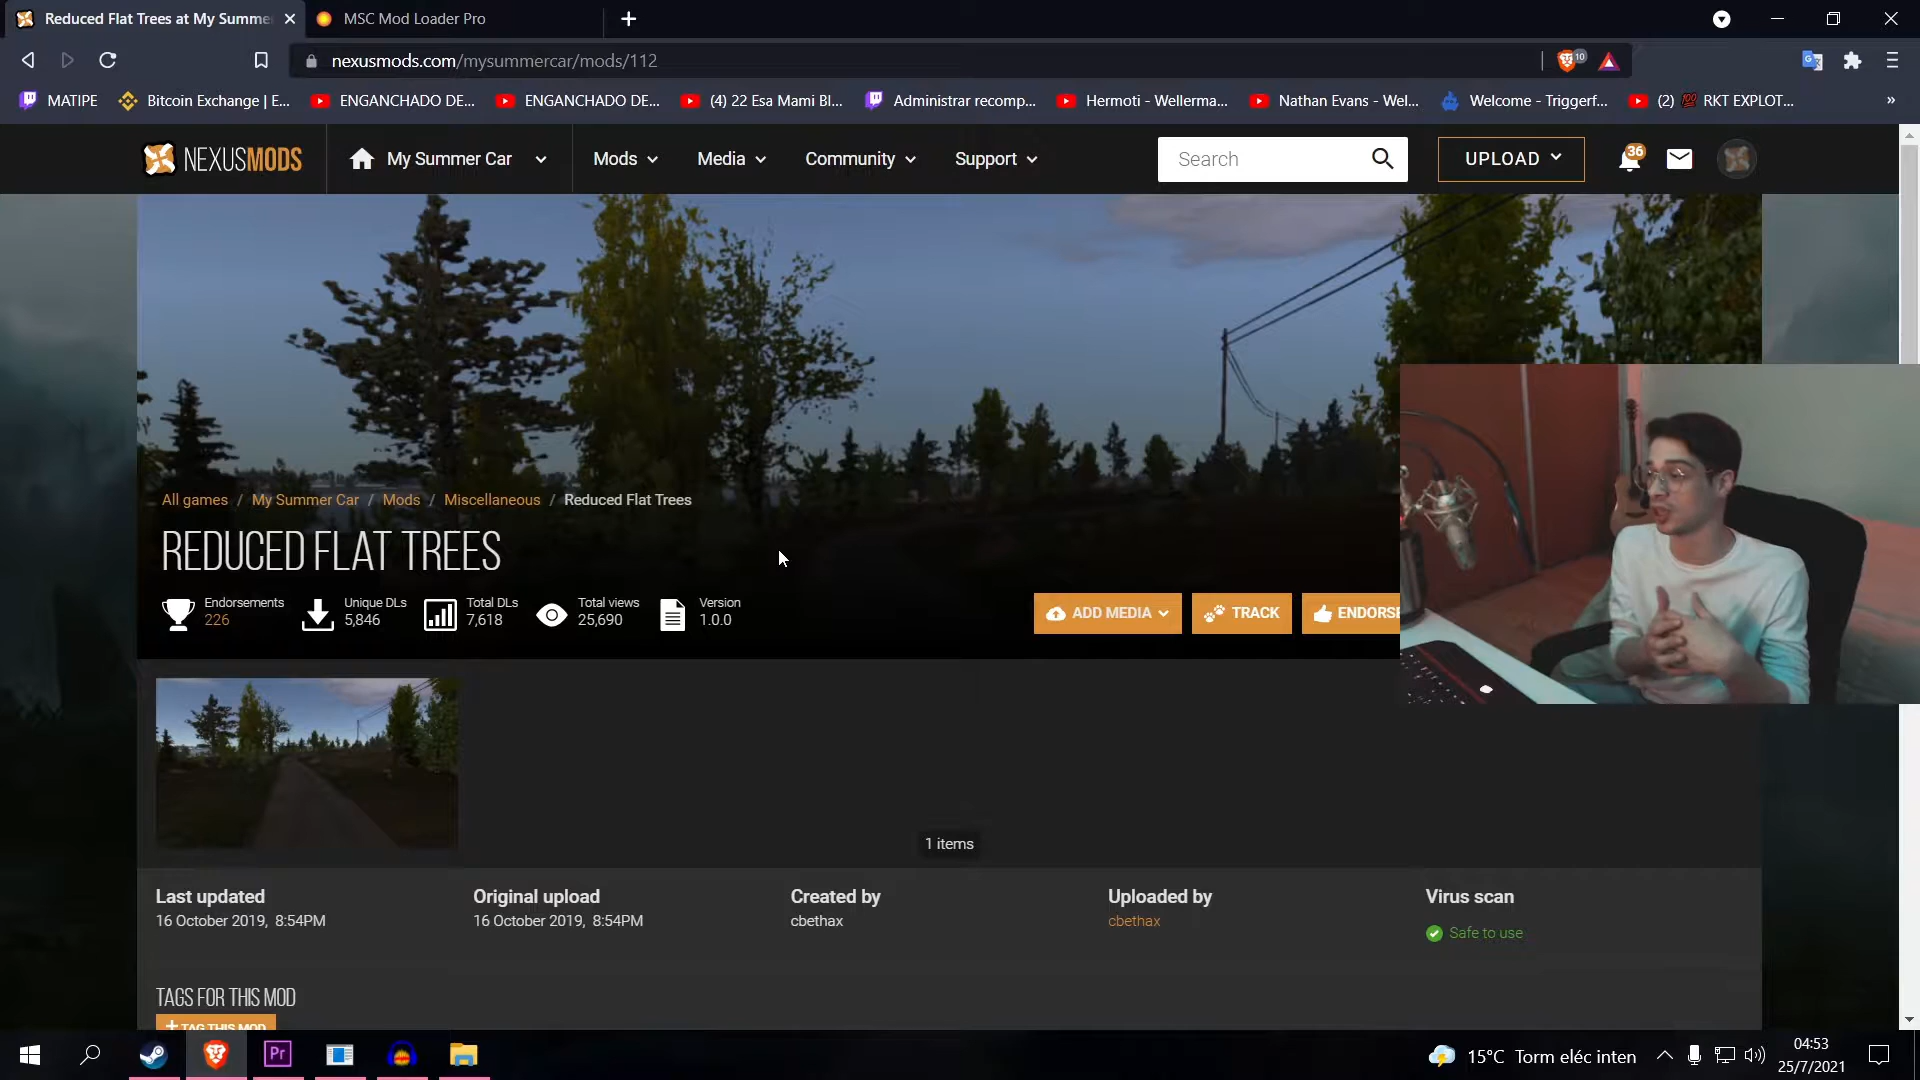 Reduced Flat Trees at My Summe
MSC Mod Loader Pro
nexusmods.com/mysummercar/mods/112
10
MATIPE
Bitcoin Exchange | E...
ENGANCHADO DE...
ENGANCHADO DE...
(4) 22 Esa Mami Bl...
Administrar recomp...
Hermoti - Wellerma...
Nathan Evans - Wel...
Welcome - Triggerf...
(2) 💯 RKT EXPLOT...
»
NEXUSMODS
My Summer Car
Mods
Media
Community
Support
Search
UPLOAD
36
All games / My Summer Car / Mods / Miscellaneous / Reduced Flat Trees
REDUCED FLAT TREES
Endorsements
226
Unique DLs
5,846
Total DLs
7,618
Total views
25,690
Version
1.0.0
ADD MEDIA
TRACK
ENDORSE
1 items
Last updated
16 October 2019, 8:54PM
Original upload
16 October 2019, 8:54PM
Created by
cbethax
Uploaded by
cbethax
Virus scan
Safe to use
TAGS FOR THIS MOD
+ TAG THIS MOD
Pr
15°C Torm eléc inten
04:53
25/7/2021